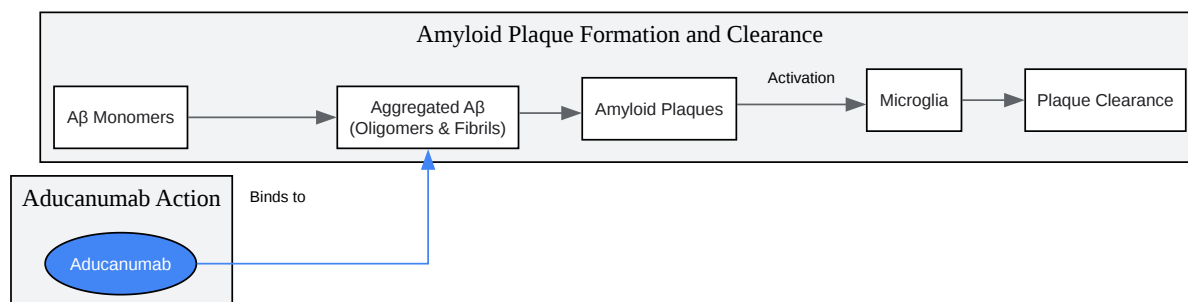 Amyloid Plaque Formation and Clearance
Activation
Aβ Monomers
Aggregated Aβ
(Oligomers & Fibrils)
Amyloid Plaques
Microglia
Plaque Clearance
Aducanumab Action
Binds to
Aducanumab